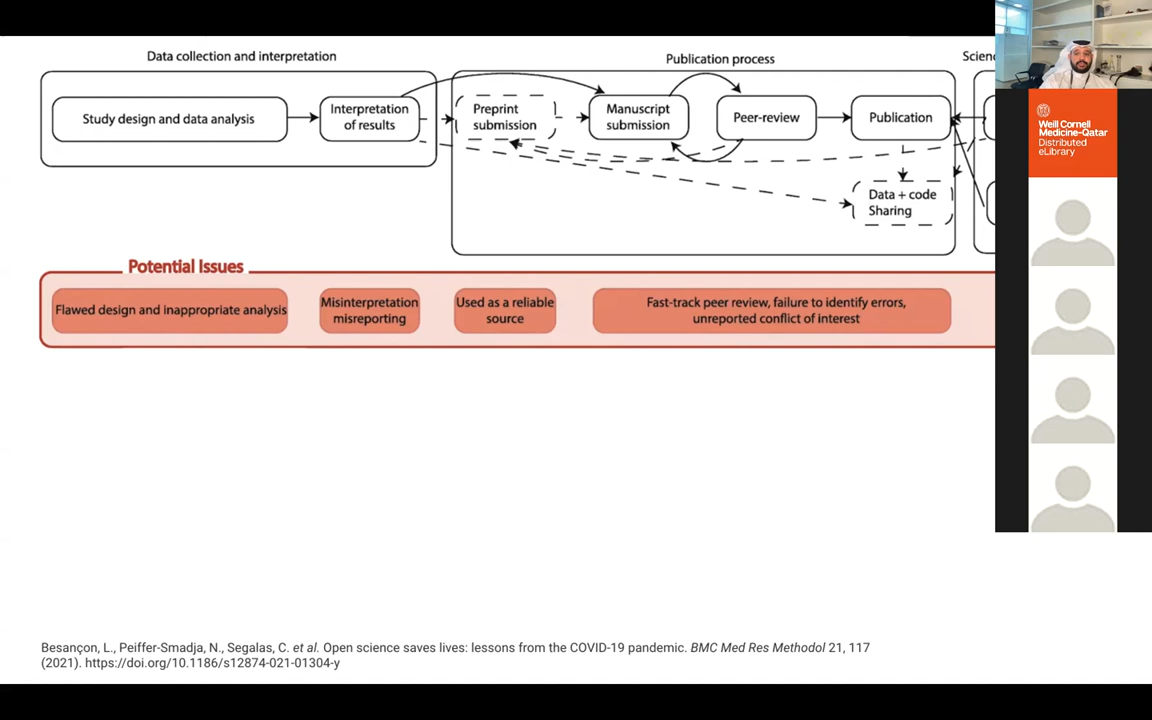 Data collection and interpretation
Publication process
Study design and data analysis
Interpretation
of results
Preprint
submission
Manuscript
submission
Peer-review
Publication
Data + code
Sharing
Potential Issues
Flawed design and inappropriate analysis
Misinterpretation
misreporting
Used as a reliable
source
Fast-track peer review, failure to identify errors,
unreported conflict of interest
Weill Cornell
Medicine-Qatar
Distributed
eLibrary
Besançon, L., Peiffer-Smadja, N., Segalas, C. et al. Open science saves lives: lessons from the COVID-19 pandemic. BMC Med Res Methodol 21, 117
(2021). https://doi.org/10.1186/s12874-021-01304-y